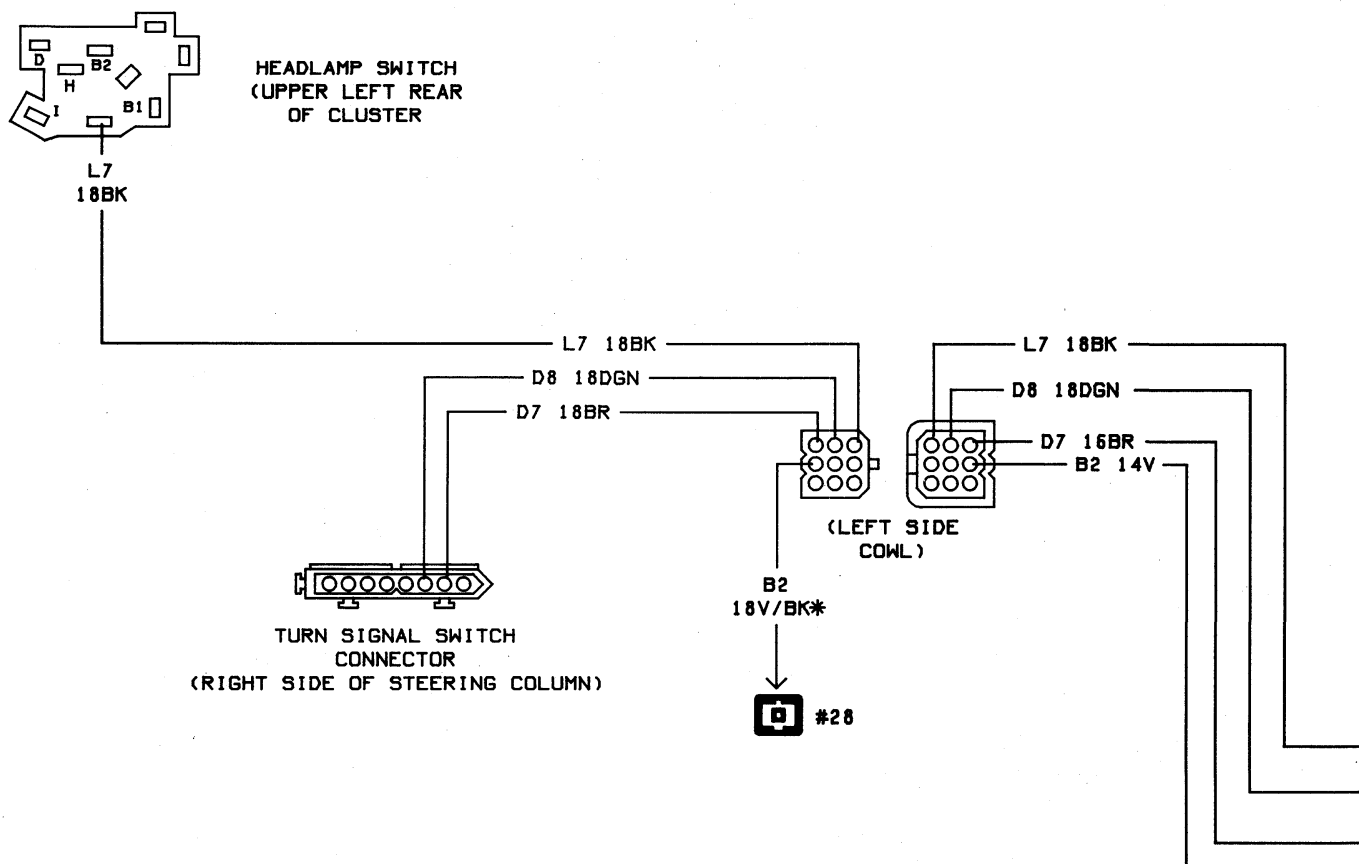 D
B2
H
I
B1
HEADLAMP SWITCH
(UPPER LEFT REAR
OF CLUSTER
L7
18BK
L7 18BK
D8 18DGN
D7 18BR
L7 18BK
D8 18DGN
D7 16BR
B2 14V
(LEFT SIDE
COWL)
B2
18V/BK*
#28
TURN SIGNAL SWITCH
CONNECTOR
(RIGHT SIDE OF STEERING COLUMN)